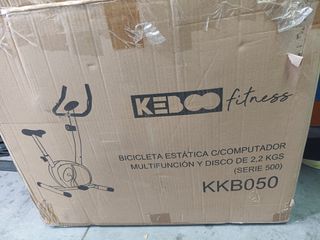 KEBOO fitness
BICICLETA ESTÁTICA C/COMPUTADOR
MULTIFUNCIÓN Y DISCO DE 2,2 KGS
(SERIE 500)
KKB050